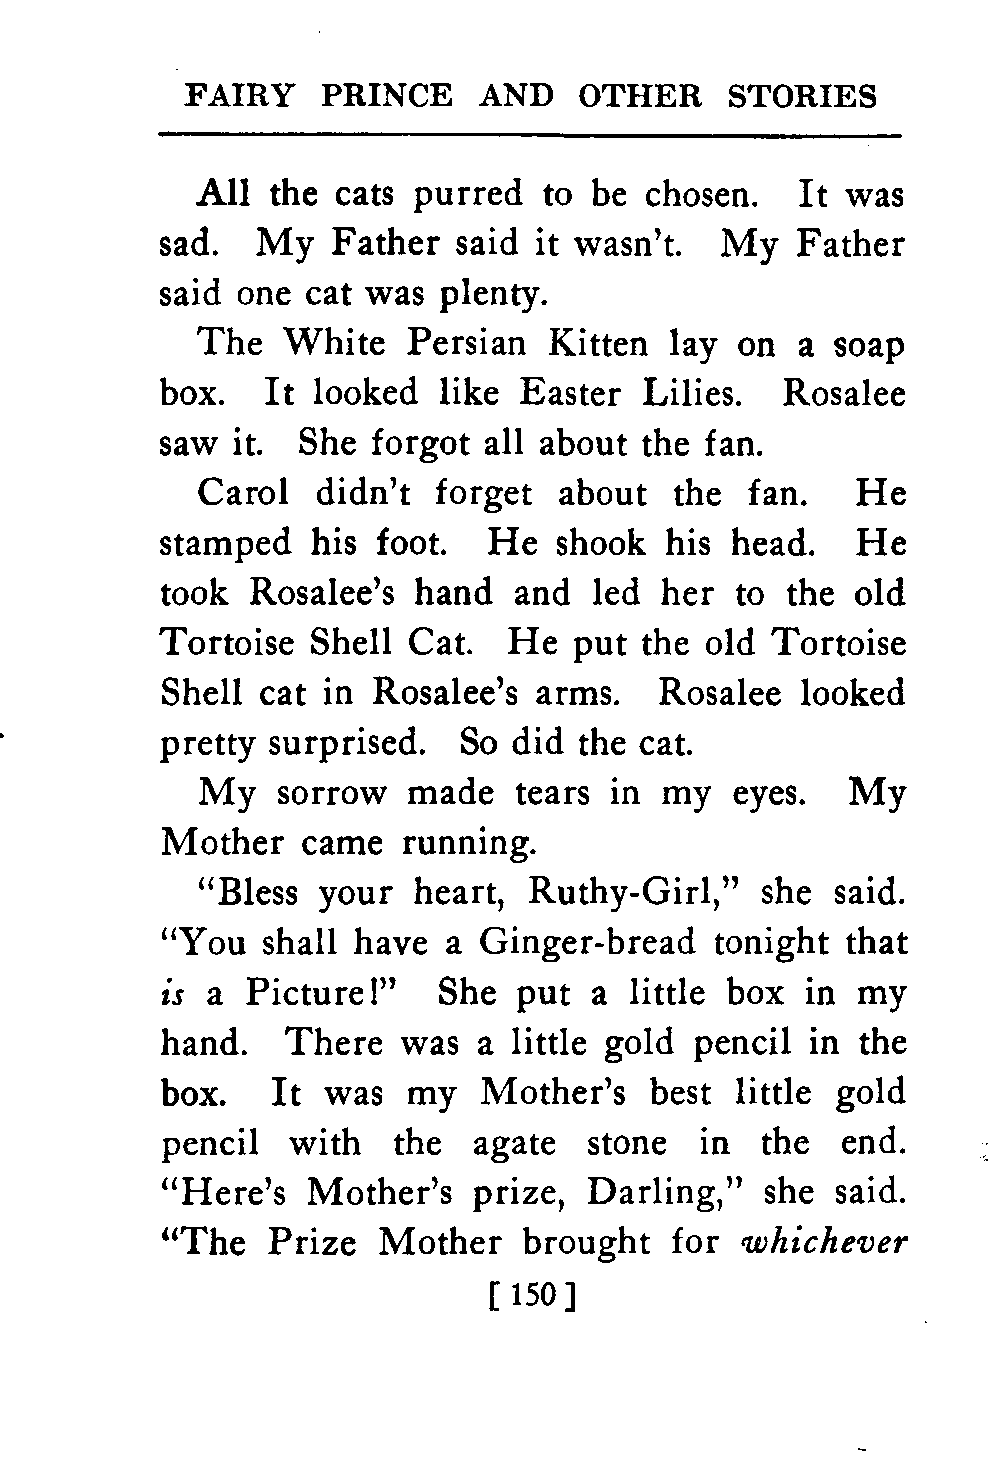 FAIRY PRINCE AND OTHER STORIES
All the cats purred to be chosen. It was
sad. My Father said it wasn't. My Father
said one cat was plenty.
The White Persian Kitten lay on a soap
box. It looked like Easter Lilies. Rosalee
saw it. She forgot all about the fan.
Carol didn't forget about the fan. He
stamped his foot. He shook his head. He
took Rosalee's hand and led her to the old
Tortoise Shell Cat. He put the old Tortoise
Shell cat in Rosalee's arms. Rosalee looked
pretty surprised. So did the cat.
My sorrow made tears in my eyes. My
Mother came running.
"Bless your heart, Ruthy-Girl," she said.
"You shall have a Ginger-bread tonight that
is a Picture!" She put a little box in my
hand. There was a little gold pencil in the
box. It was my Mother's best little gold
pencil with the agate stone in the end.
"Here's Mother's prize, Darling," she said.
"The Prize Mother brought for whichever
[ 150 ]